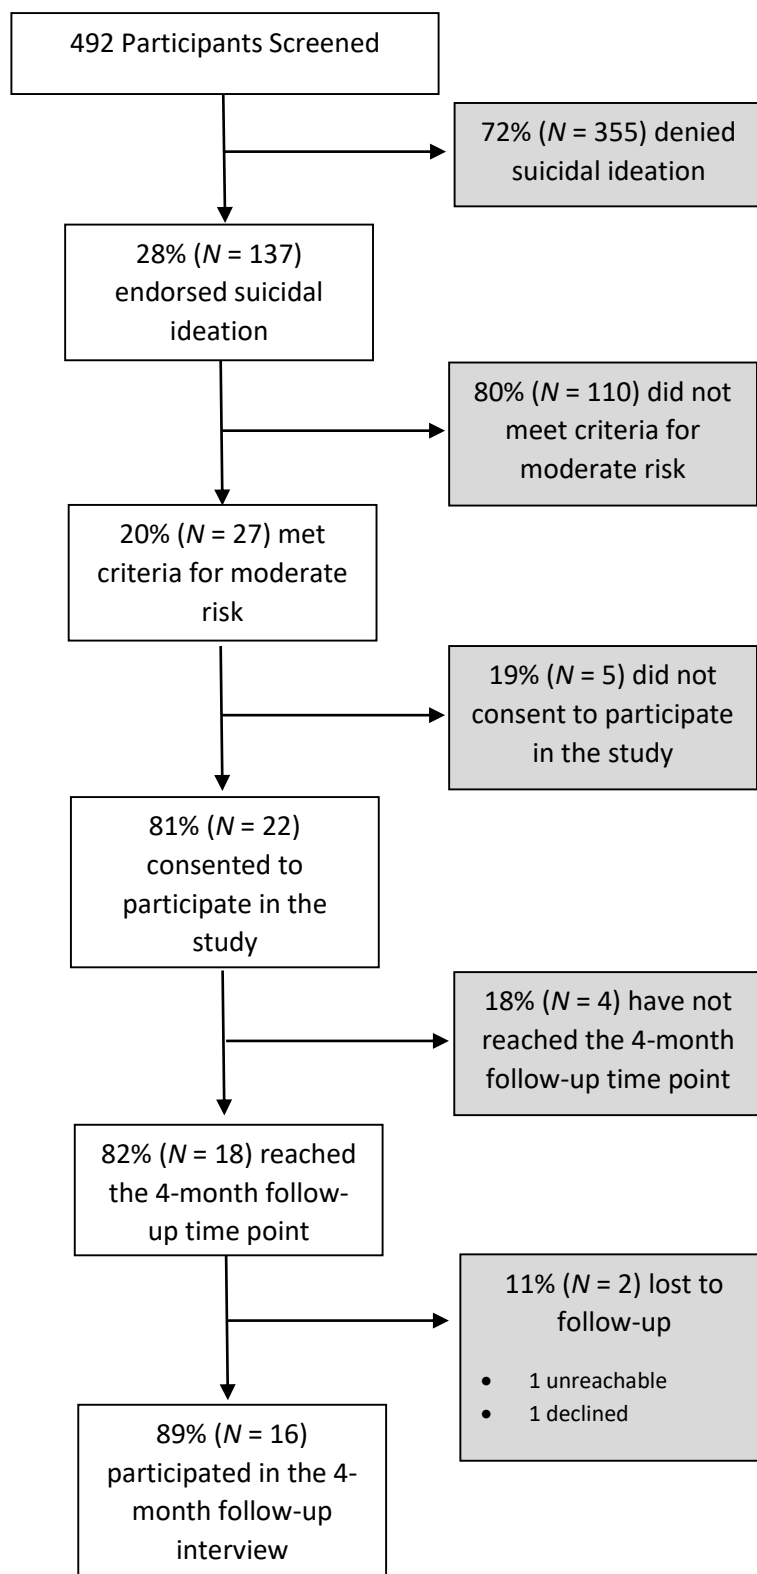 492 Participants Screened
72% (N = 355) denied
suicidal ideation
28% (N = 137)
endorsed suicidal
ideation
80% (N = 110) did not
meet criteria for
moderate risk
20% (N = 27) met
criteria for moderate
risk
19% (N = 5) did not
consent to participate
in the study
81% (N = 22)
consented to
participate in the
study
18% (N = 4) have not
reached the 4-month
follow-up time point
82% (N = 18) reached
the 4-month follow-
up time point
11% (N = 2) lost to
follow-up
• 1 unreachable
• 1 declined
89% (N = 16)
participated in the 4-
month follow-up
interview